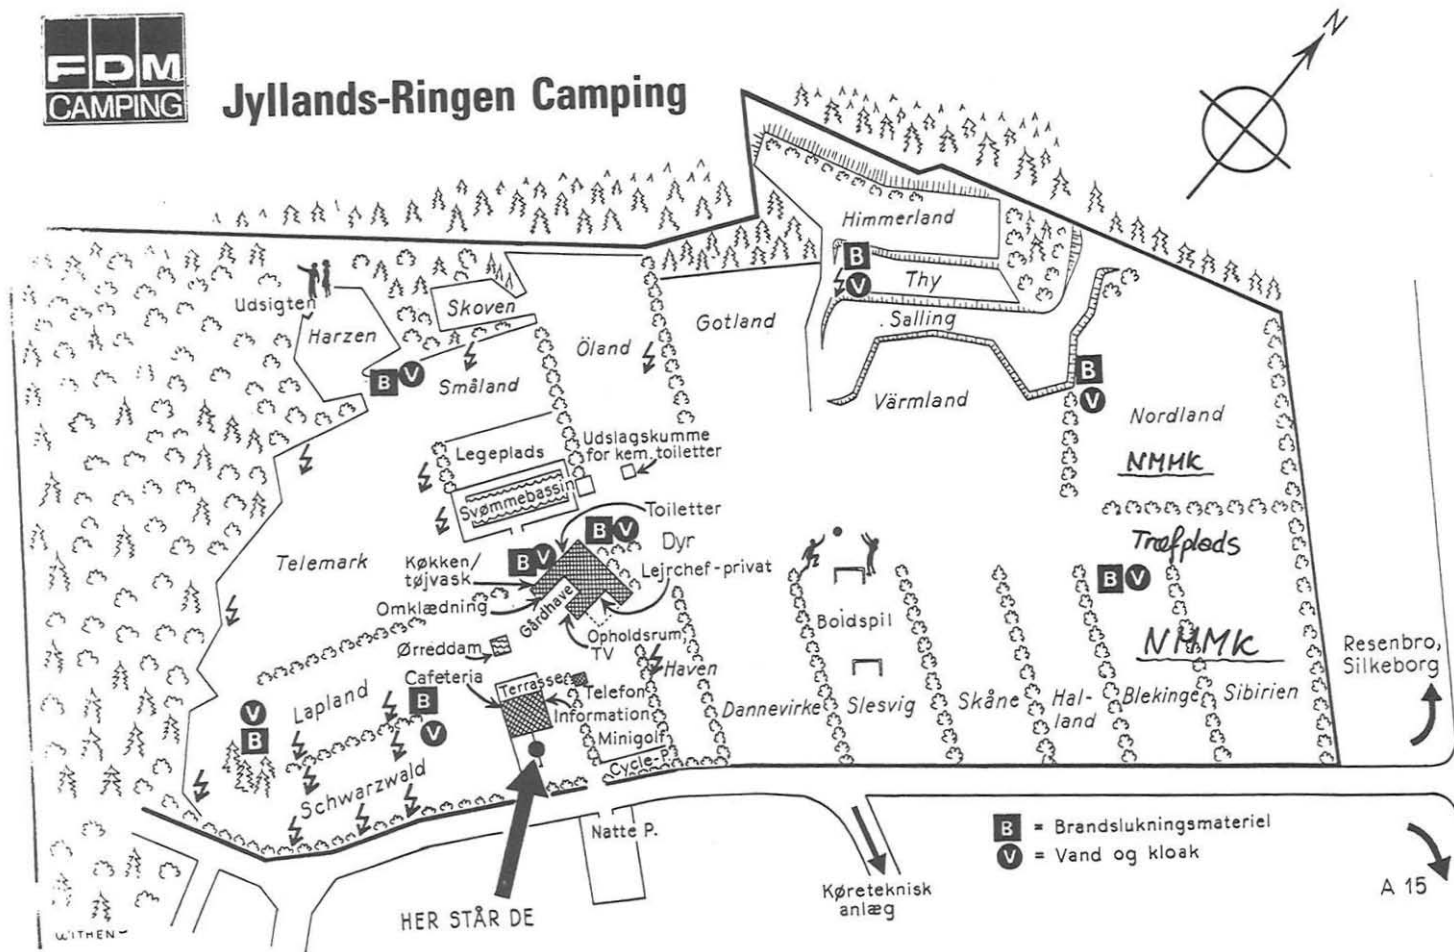 FDM
CAMPING
Jyllands-Ringen Camping
N
Himmerland
Thy
Salling
B
V
Udsigten
Harzen
Skoven
Öland
Gotland
B V
Småland
Värmland
B
V
Nordland
NMMK
Træfplads
NMMK
Legeplads
Udslagskumme
for kem. toiletter
Svømmebassin
Toiletter
B V
Dyr
B V
Køkken/
tøjvask
Lejrchef-privat
Telemark
Omklædning
Gårdhave
Opholdsrum,
TV
Boldspil
B V
Ørreddam
Cafeteria
Terrasse
Telefon
Information
Haven
Minigolf
Cycle-P.
Lapland
V
B
B
V
Schwarzwald
Dannevirke
Slesvig
Skåne
Hal-
land
Blekinge
Sibirien
Resenbro,
Silkeborg
Natte P.
HER STÅR DE
Køreteknisk
anlæg
B = Brandslukningsmateriel
V = Vand og kloak
A 15
WITHEN